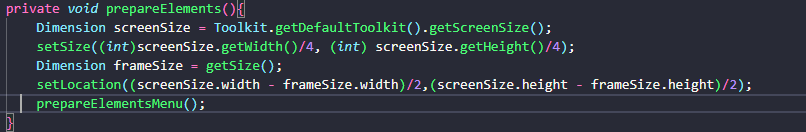 private void prepareElements(){
    Dimension screenSize = Toolkit.getDefaultToolkit().getScreenSize();
    setSize((int)screenSize.getWidth()/4, (int) screenSize.getHeight()/4);
    Dimension frameSize = getSize();
    setLocation((screenSize.width - frameSize.width)/2,(screenSize.height - frameSize.height)/2);
    prepareElementsMenu();
}